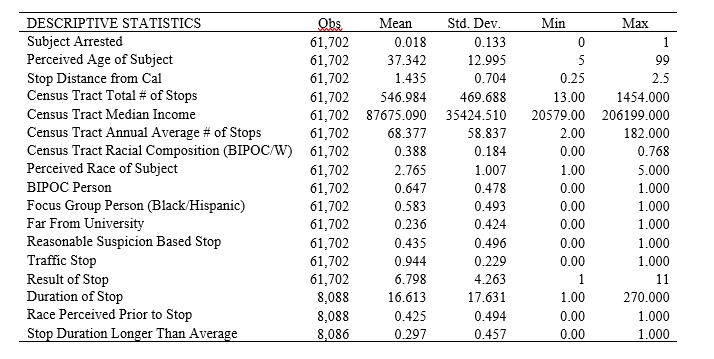 DESCRIPTIVE STATISTICS Obs Mean Std. Dev. Min Max
Subject Arrested 61,702 0.018 0.133 0 1
Perceived Age of Subject 61,702 37.342 12.995 5 99
Stop Distance from Cal 61,702 1.435 0.704 0.25 2.5
Census Tract Total # of Stops 61,702 546.984 469.688 13.00 1454.000
Census Tract Median Income 61,702 87675.090 35424.510 20579.00 206199.000
Census Tract Annual Average # of Stops 61,702 68.377 58.837 2.00 182.000
Census Tract Racial Composition (BIPOC/W) 61,702 0.388 0.184 0.00 0.768
Perceived Race of Subject 61,702 2.765 1.007 1.00 5.000
BIPOC Person 61,702 0.647 0.478 0.00 1.000
Focus Group Person (Black/Hispanic) 61,702 0.583 0.493 0.00 1.000
Far From University 61,702 0.236 0.424 0.00 1.000
Reasonable Suspicion Based Stop 61,702 0.435 0.496 0.00 1.000
Traffic Stop 61,702 0.944 0.229 0.00 1.000
Result of Stop 61,702 6.798 4.263 1 11
Duration of Stop 8,088 16.613 17.631 1.00 270.000
Race Perceived Prior to Stop 8,088 0.425 0.494 0.00 1.000
Stop Duration Longer Than Average 8,086 0.297 0.457 0.00 1.000